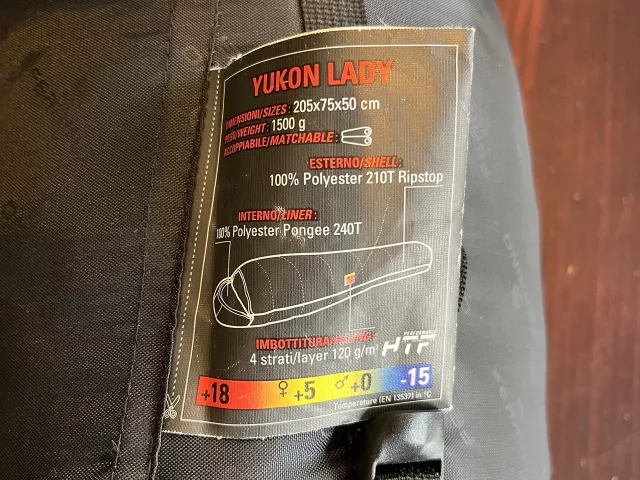 YUKON LADY
DIMENSIONI/SIZES: 205x75x50 cm
PESO/WEIGHT: 1500 g
ACCOPPIABILE/MATCHABLE:
ESTERNO/SHELL:
100% Polyester 210T Ripstop
INTERNO/LINER:
100% Polyester Pongee 240T
IMBOTTITURA/FILLING:
4 strati/layer 120 g/m²
HTF
+18 ♀+5 ♂+0 -15
Temperature (EN 13537) in °C